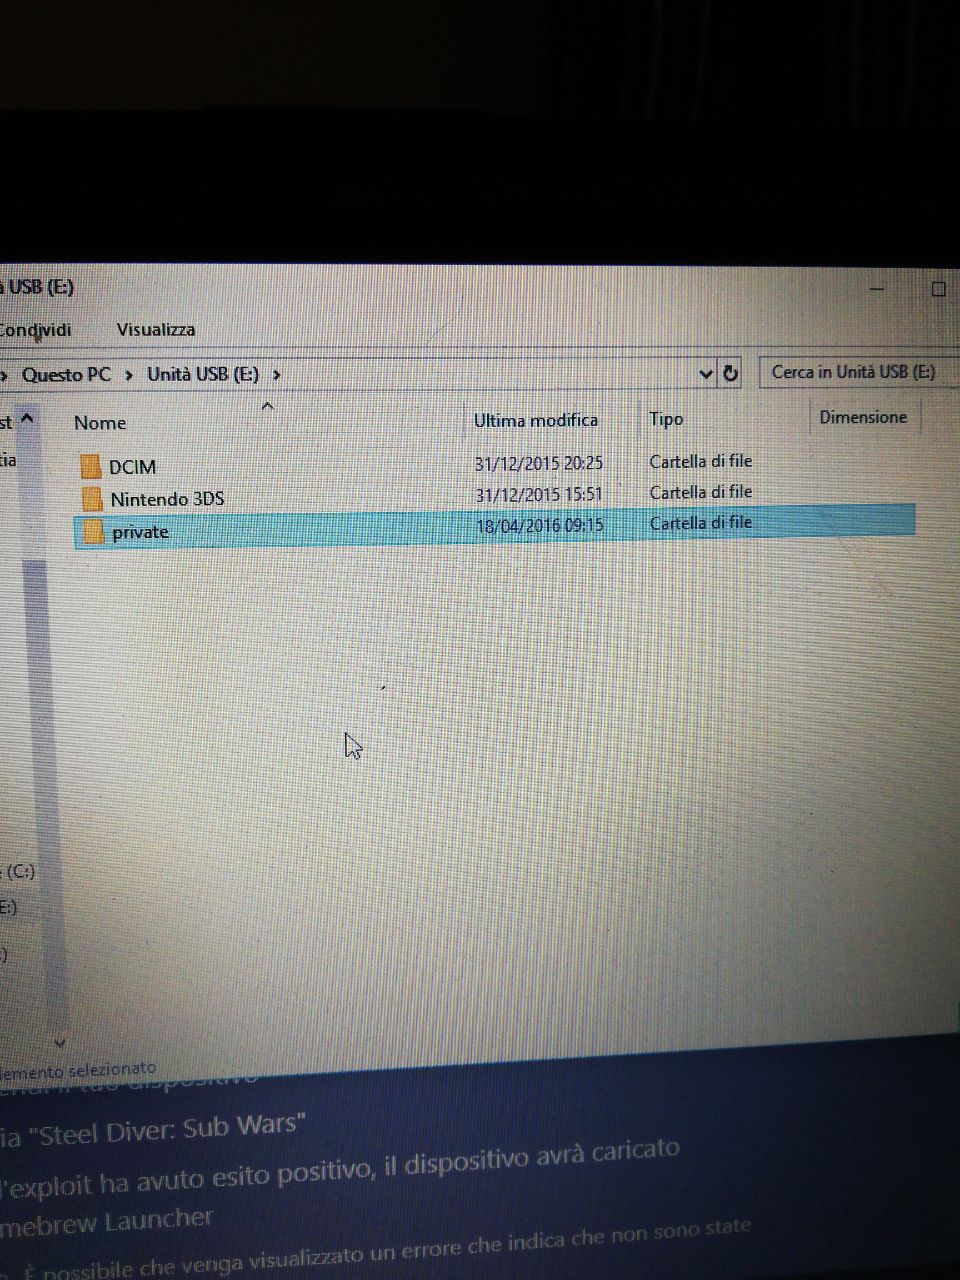 USB (E:)
Condividi Visualizza
Questo PC > Unità USB (E:) > Cerca in Unità USB (E:)
Nome Ultima modifica Tipo Dimensione
DCIM 31/12/2015 20:25 Cartella di file
Nintendo 3DS 31/12/2015 15:51 Cartella di file
private 18/04/2016 09:15 Cartella di file
(C:)
E:)
elemento selezionato
dispositivo
ia "Steel Diver: Sub Wars"
l'exploit ha avuto esito positivo, il dispositivo avrà caricato
mebrew Launcher
È possibile che venga visualizzato un errore che indica che non sono state